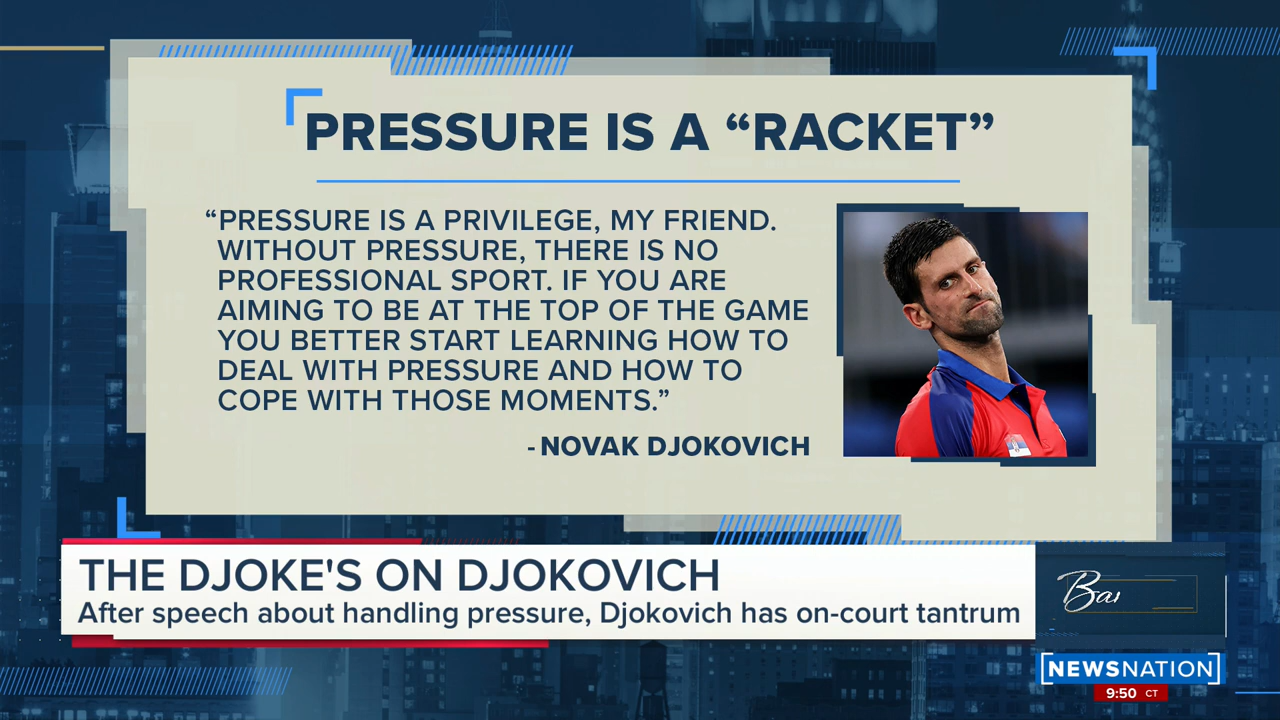 PRESSURE IS A “RACKET”
“PRESSURE IS A PRIVILEGE, MY FRIEND.
WITHOUT PRESSURE, THERE IS NO
PROFESSIONAL SPORT. IF YOU ARE
AIMING TO BE AT THE TOP OF THE GAME
YOU BETTER START LEARNING HOW TO
DEAL WITH PRESSURE AND HOW TO
COPE WITH THOSE MOMENTS.”
- NOVAK DJOKOVICH
THE DJOKE'S ON DJOKOVICH
After speech about handling pressure, Djokovich has on-court tantrum
NEWSNATION
9:50 CT